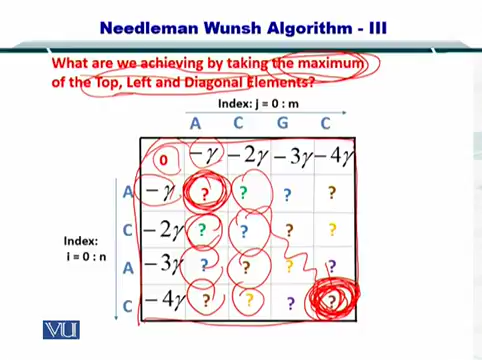 Needleman Wunsh Algorithm - III
What are we achieving by taking the maximum
of the Top, Left and Diagonal Elements?
Index: j = 0 : m
A C G C
0 −γ −2γ −3γ −4γ
A −γ ? ? ? ?
C −2γ ? ? ? ?
Index:
i = 0 : n
A −3γ ? ? ? ?
C −4γ ? ? ? ?
VU